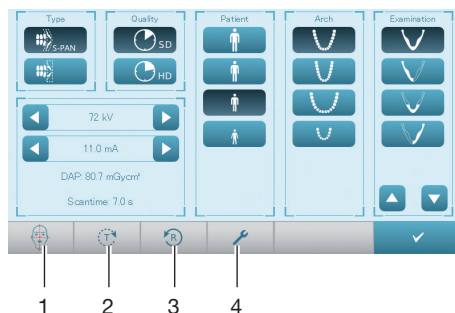 Type
Quality
Patient
Arch
Examination
S-PAN
SD
HD
72 kV
11.0 mA
DAP: 80.7 mGycm²
Scantime: 7.0 s
T
R
1
2
3
4